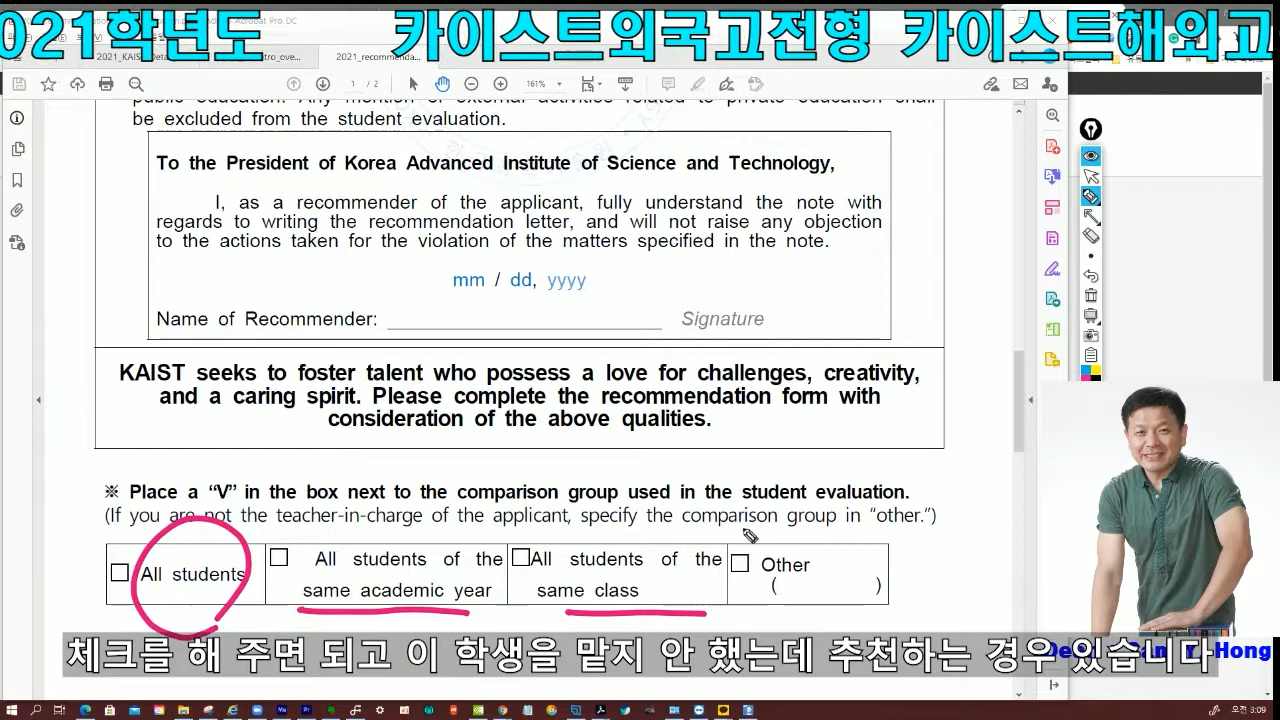 021학년도 카이스트외국고전형 카이스트해외고
2021_KAIS
2021_recommenda...
1 / 2
161%
be excluded from the student evaluation.
To the President of Korea Advanced Institute of Science and Technology,
I, as a recommender of the applicant, fully understand the note with
regards to writing the recommendation letter, and will not raise any objection
to the actions taken for the violation of the matters specified in the note.
mm / dd, yyyy
Name of Recommender: Signature
KAIST seeks to foster talent who possess a love for challenges, creativity,
and a caring spirit. Please complete the recommendation form with
consideration of the above qualities.
※ Place a “V” in the box next to the comparison group used in the student evaluation.
(If you are not the teacher-in-charge of the applicant, specify the comparison group in “other.”)
All students
All students of the
same academic year
All students of the
same class
Other
( )
체크를 해 주면 되고 이 학생을 맡지 안 했는데 추천하는 경우 있습니다
Hong
오전 3:09